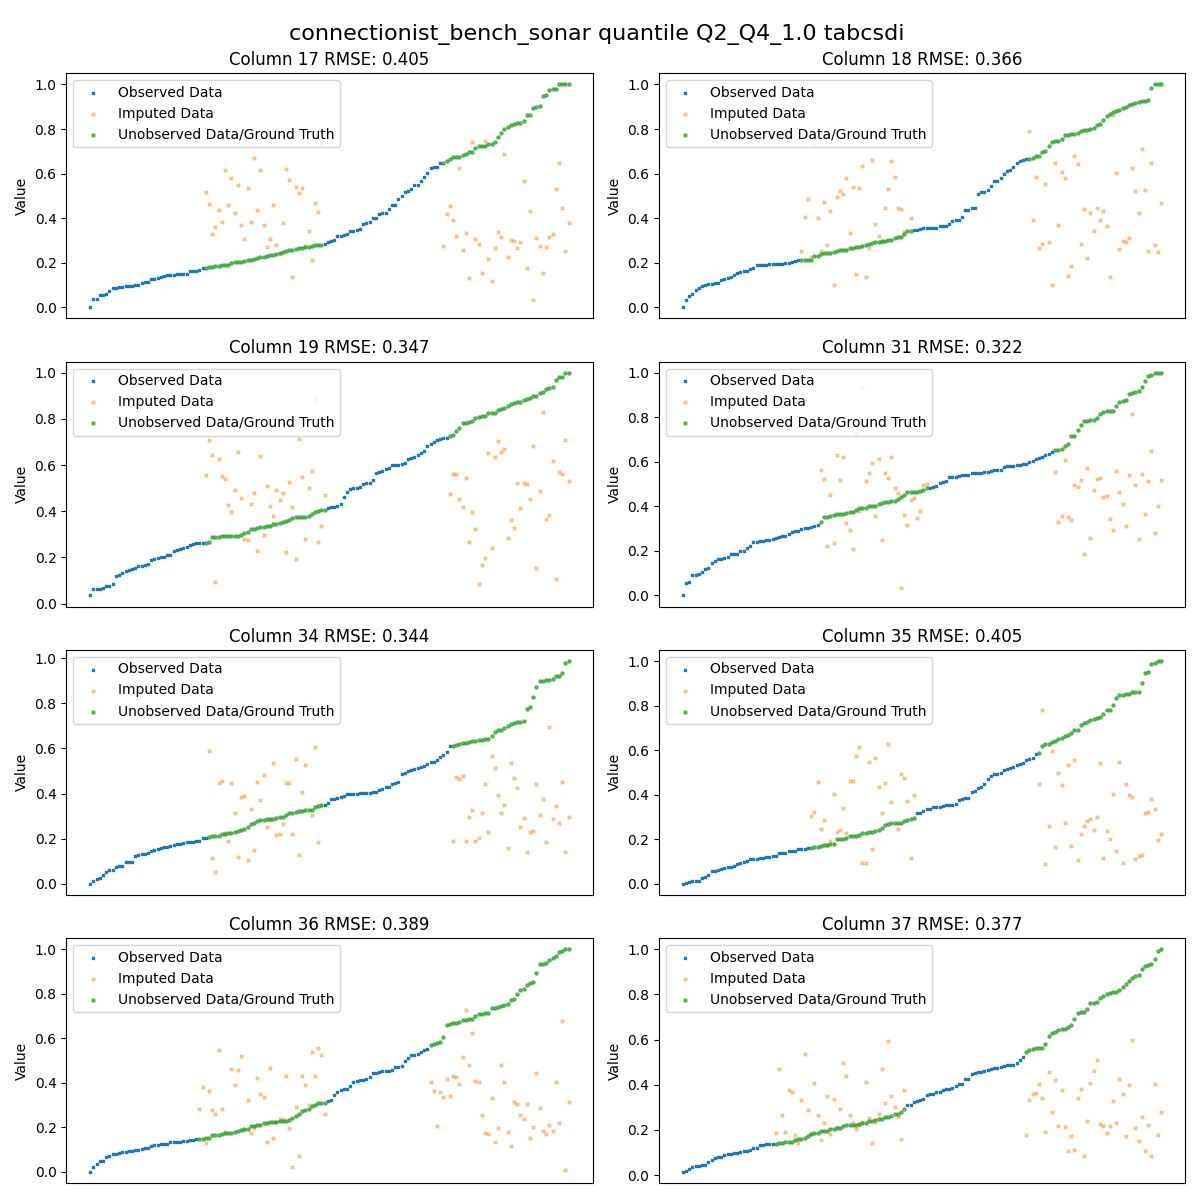 connectionist_bench_sonar quantile Q2_Q4_1.0 tabcsdi
Column 17 RMSE: 0.405
1.0
0.8
0.6
0.4
0.2
0.0
Value
Observed Data
Imputed Data
Unobserved Data/Ground Truth
Column 18 RMSE: 0.366
1.0
0.8
0.6
0.4
0.2
0.0
Value
Observed Data
Imputed Data
Unobserved Data/Ground Truth
Column 19 RMSE: 0.347
1.0
0.8
0.6
0.4
0.2
0.0
Value
Observed Data
Imputed Data
Unobserved Data/Ground Truth
Column 31 RMSE: 0.322
1.0
0.8
0.6
0.4
0.2
0.0
Value
Observed Data
Imputed Data
Unobserved Data/Ground Truth
Column 34 RMSE: 0.344
1.0
0.8
0.6
0.4
0.2
0.0
Value
Observed Data
Imputed Data
Unobserved Data/Ground Truth
Column 35 RMSE: 0.405
1.0
0.8
0.6
0.4
0.2
0.0
Value
Observed Data
Imputed Data
Unobserved Data/Ground Truth
Column 36 RMSE: 0.389
1.0
0.8
0.6
0.4
0.2
0.0
Value
Observed Data
Imputed Data
Unobserved Data/Ground Truth
Column 37 RMSE: 0.377
1.0
0.8
0.6
0.4
0.2
0.0
Value
Observed Data
Imputed Data
Unobserved Data/Ground Truth